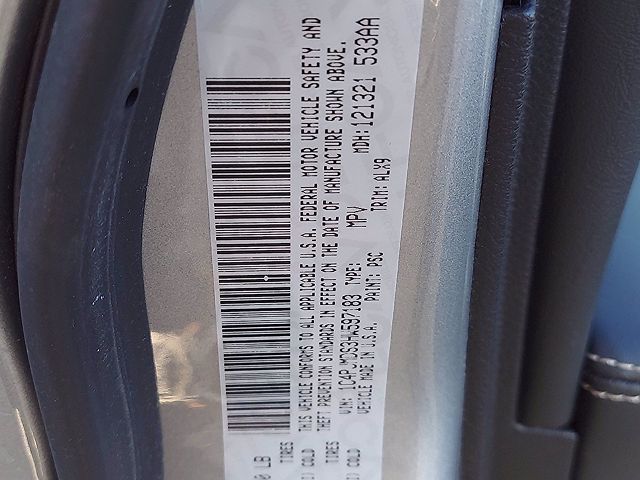 0 LB TIRES COLD
TIRES COLD
THIS VEHICLE CONFORMS TO ALL APPLICABLE U.S.A. FEDERAL MOTOR VEHICLE SAFETY AND
THEFT PREVENTION STANDARDS IN EFFECT ON THE DATE OF MANUFACTURE SHOWN ABOVE.
VIN: 1C4PJMDS3HW597183 TYPE: MPV MDH: 121321 533AA
VEHICLE MADE IN U.S.A. PAINT: PSC TRIM: ALX9